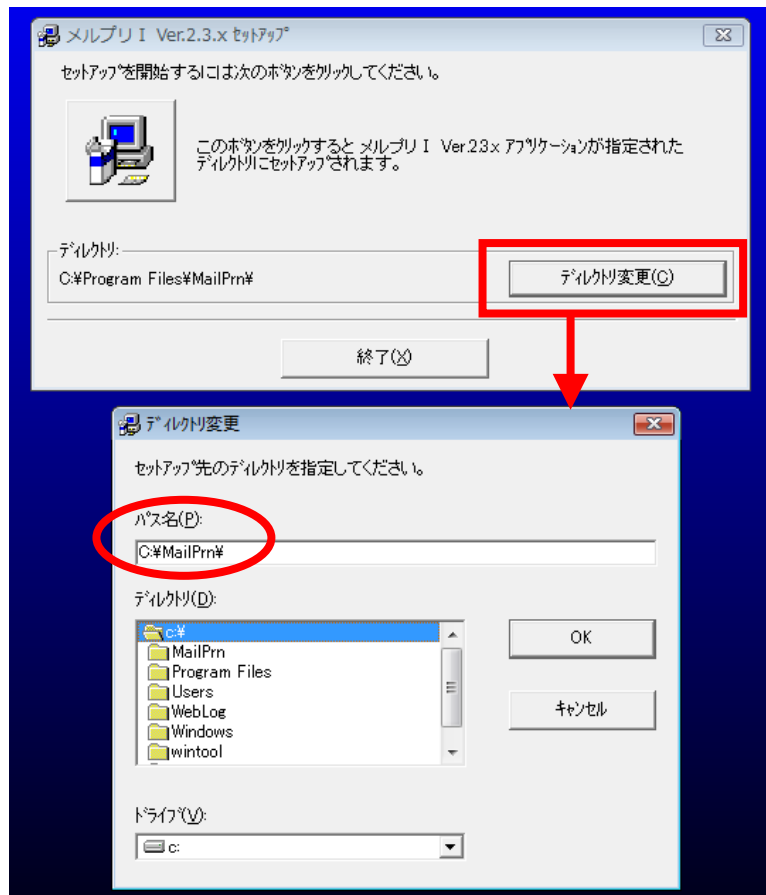 メルプリI Ver.2.3.x ｾｯﾄｱｯﾌﾟ
ｾｯﾄｱｯﾌﾟを開始するには次のﾎﾞﾀﾝをｸﾘｯｸしてください。
このﾎﾞﾀﾝをｸﾘｯｸすると メルプリI Ver.2.3.x ｱﾌﾟﾘｹｰｼｮﾝが指定された
ﾃﾞｨﾚｸﾄﾘにｾｯﾄｱｯﾌﾟされます。
ﾃﾞｨﾚｸﾄﾘ:
C:¥Program Files¥MailPrn¥
ﾃﾞｨﾚｸﾄﾘ変更(C)
終了(X)
ﾃﾞｨﾚｸﾄﾘ変更
ｾｯﾄｱｯﾌﾟ先のﾃﾞｨﾚｸﾄﾘを指定してください。
ﾊﾟｽ名(P):
C:¥MailPrn¥
ﾃﾞｨﾚｸﾄﾘ(D):
c:¥
MailPrn
Program Files
Users
WebLog
Windows
wintool
OK
ｷｬﾝｾﾙ
ﾄﾞﾗｲﾌﾞ(V):
c: